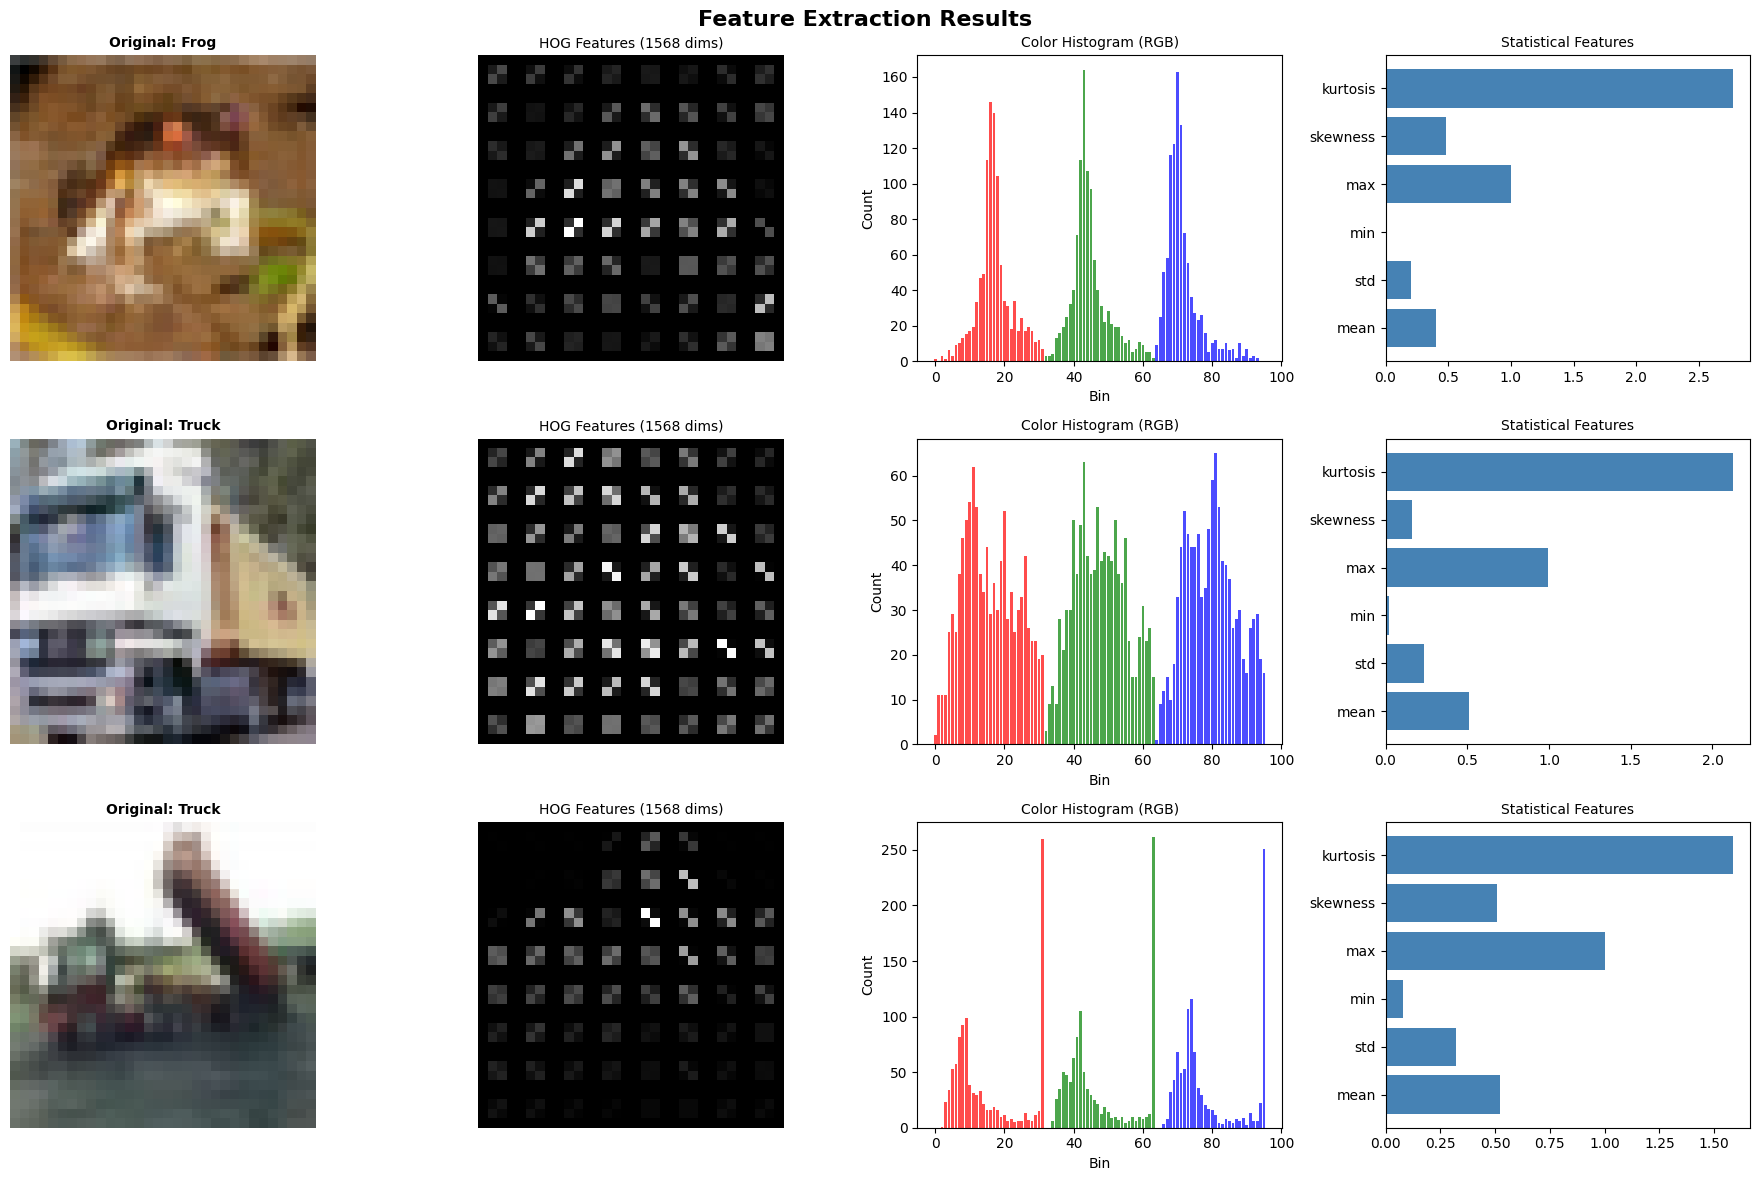 Feature Extraction Results
Original: Frog
HOG Features (1568 dims)
Color Histogram (RGB)
Statistical Features
160
140
120
100
80
60
40
20
0
Count
0 20 40 60 80 100
Bin
kurtosis
skewness
max
min
std
mean
0.0 0.5 1.0 1.5 2.0 2.5
Original: Truck
HOG Features (1568 dims)
Color Histogram (RGB)
Statistical Features
60
50
40
30
20
10
0
Count
0 20 40 60 80 100
Bin
kurtosis
skewness
max
min
std
mean
0.0 0.5 1.0 1.5 2.0
Original: Truck
HOG Features (1568 dims)
Color Histogram (RGB)
Statistical Features
250
200
150
100
50
0
Count
0 20 40 60 80 100
Bin
kurtosis
skewness
max
min
std
mean
0.00 0.25 0.50 0.75 1.00 1.25 1.50